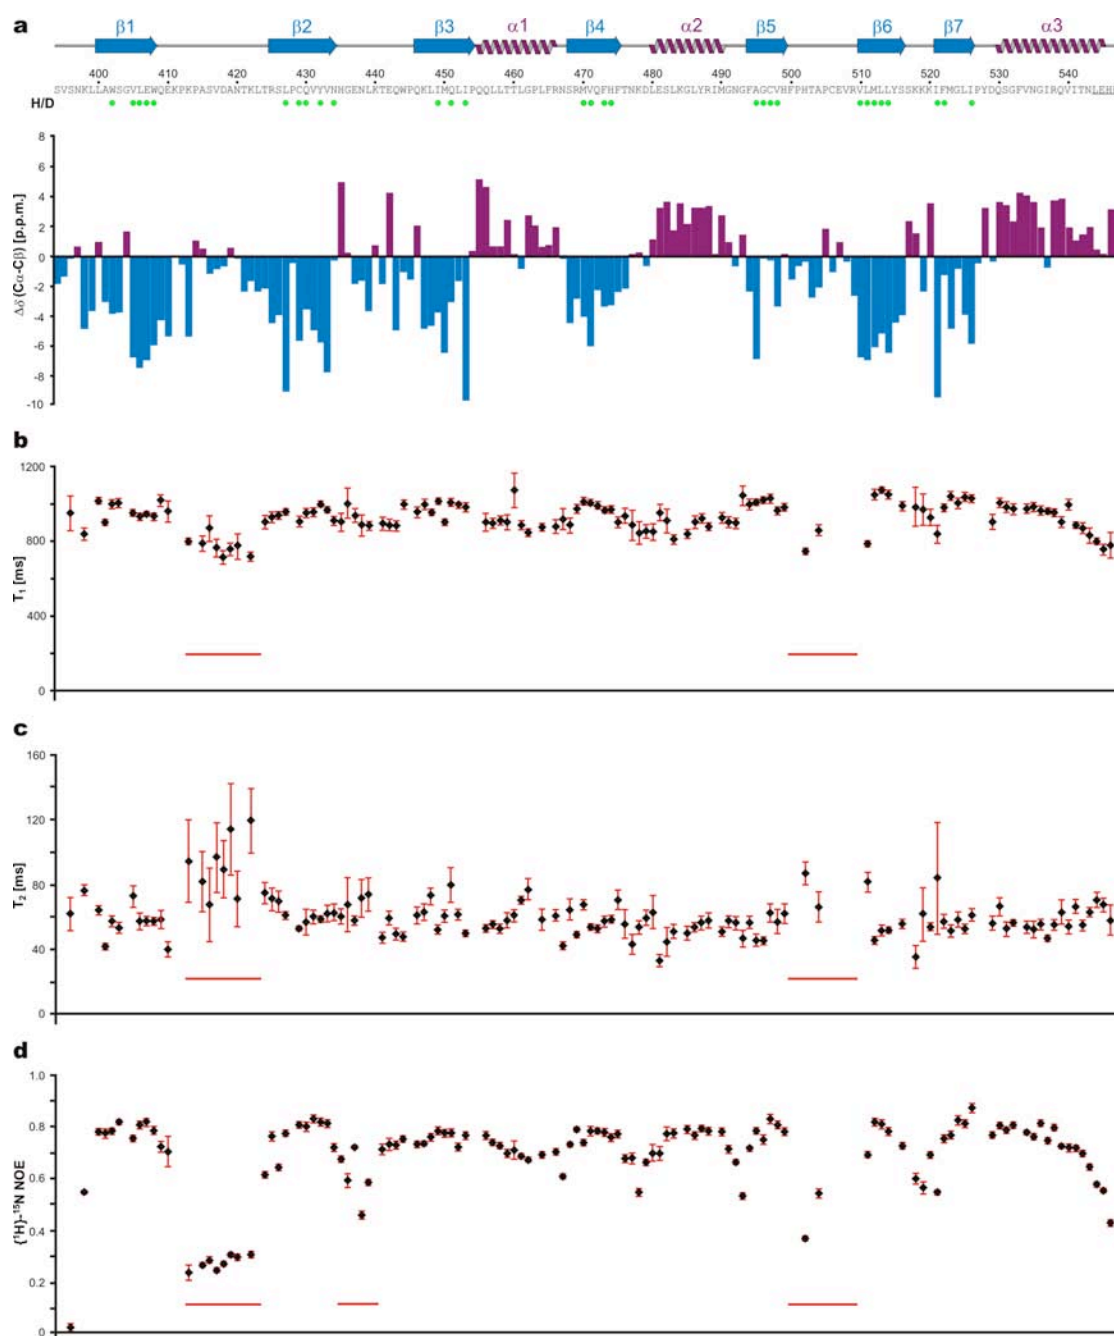 a
β1 β2 β3 α1 β4 α2 β5 β6 β7 α3
400 410 420 430 440 450 460 470 480 490 500 510 520 530 540
SVSNKLLAWSGVLEWQEKPKPASVDANTKLTRSLPCQVYVNHGENLKTEQWPQKLIMQLIPQQLLTTLGPLFRNSRMVQFHFTNKDLESLKGLYRIMGNGFAGCVHFPHTAPCEVRVLMLLYSSKKKIFMGLIPYDQSGFVNGIRQVITNLEH
H/D
8
6
4
2
0
-2
-4
-6
-8
-10
Δδ (Cα-Cβ) [p.p.m.]
b
1200
800
400
0
T1 [ms]
c
160
120
80
40
0
T2 [ms]
d
1.0
0.8
0.6
0.4
0.2
0
{¹H}-¹⁵N NOE